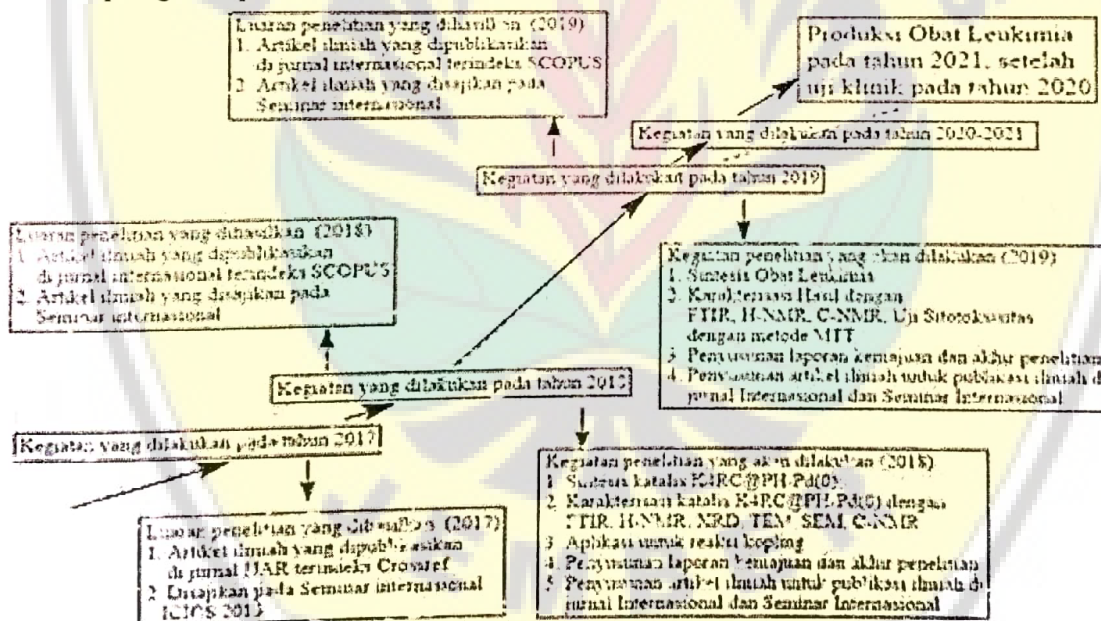 Luaran penelitian yang dihasilkan (2019)
1. Artikel ilmiah yang dipublikasikan
di jurnal internasional terindeks SCOPUS
2. Artikel ilmiah yang disajikan pada
Seminar internasional
Produksi Obat Leukimia
pada tahun 2021, setelah
uji klinik pada tahun 2020
Kegiatan yang dilakukan pada tahun 2020-2021
Kegiatan yang dilakukan pada tahun 2019
Luaran penelitian yang dihasilkan (2018)
1. Artikel ilmiah yang dipublikasikan
di jurnal internasional terindeks SCOPUS
2. Artikel ilmiah yang disajikan pada
Seminar internasional
Kegiatan penelitian yang akan dilakukan (2019)
1. Sintesis Obat Leukimia
2. Karakterisasi Hasil dengan
FTIR, H-NMR, C-NMR, Uji Sitotoksisitas
dengan metode MTT
3. Penyusunan laporan kemajuan dan akhir penelitian
4. Penyusunan artikel ilmiah untuk publikasi ilmiah d
jurnal Internasional dan Seminar Internasional
Kegiatan yang dilakukan pada tahun
Kegiatan yang dilakukan pada tahun 2017
Luaran penelitian yang dihasilkan (2017)
1. Artikel ilmiah yang dipublikasikan
di jurnal IJAR terindeks Crossref
2. Disajikan pada Seminar internasional
Kegiatan penelitian yang akan dilakukan (2018)
1. Sintesis katalis K4RC@PH-Pd(0)
2. Karakterisasi katalis K4RC@PH-Pd(0) dengan
FTIR, H-NMR, XRD, TEM, SEM, C-NMR
3. Aplikasi untuk reaksi kopling
4. Penyusunan laporan kemajuan dan akhir penelitian
5. Penyusunan artikel ilmiah untuk publikasi ilmiah di
jurnal Internasional dan Seminar Internasional